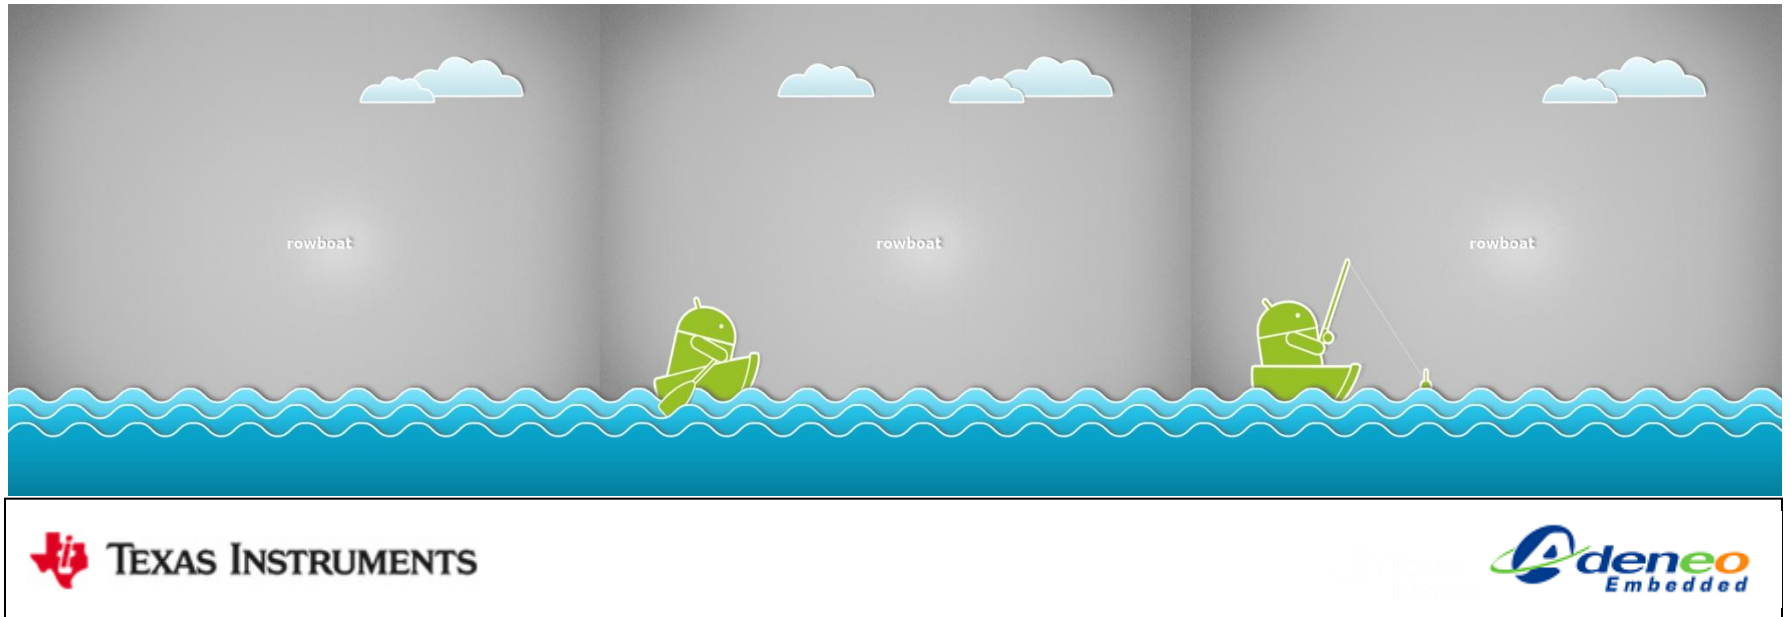 rowboat
rowboat
rowboat
TEXAS INSTRUMENTS
Adeneo
Embedded